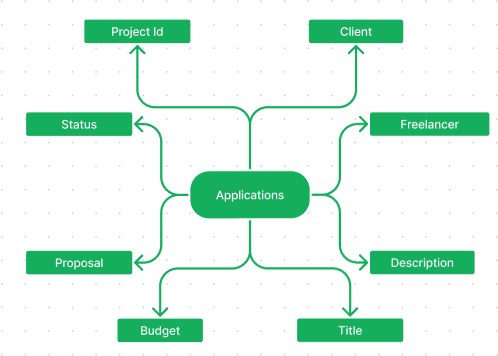 Project Id
Client
Status
Freelancer
Applications
Proposal
Description
Budget
Title